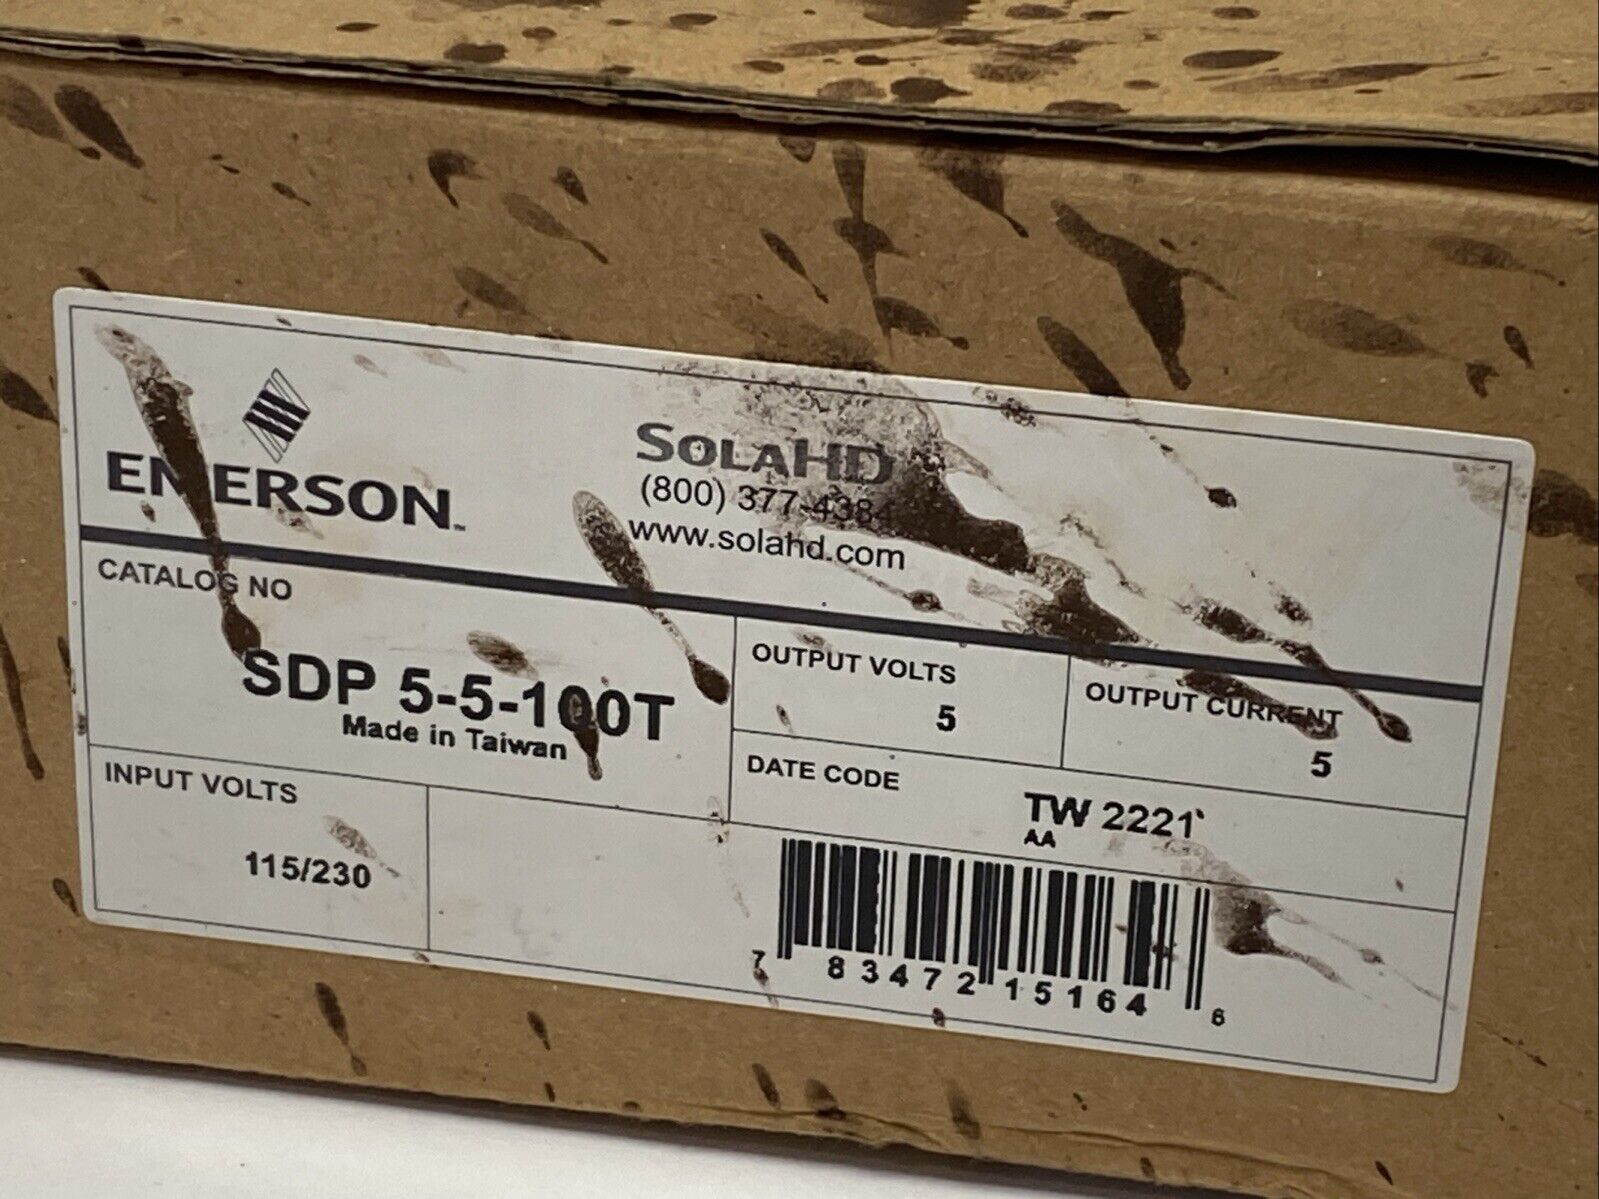 EMERSON™
SOLAHD
(800) 377-4384
www.solahd.com
CATALOG NO
SDP 5-5-100T
Made in Taiwan
OUTPUT VOLTS
5
OUTPUT CURRENT
5
INPUT VOLTS
115/230
DATE CODE
TW 2221
AA
7 83472 15164 6